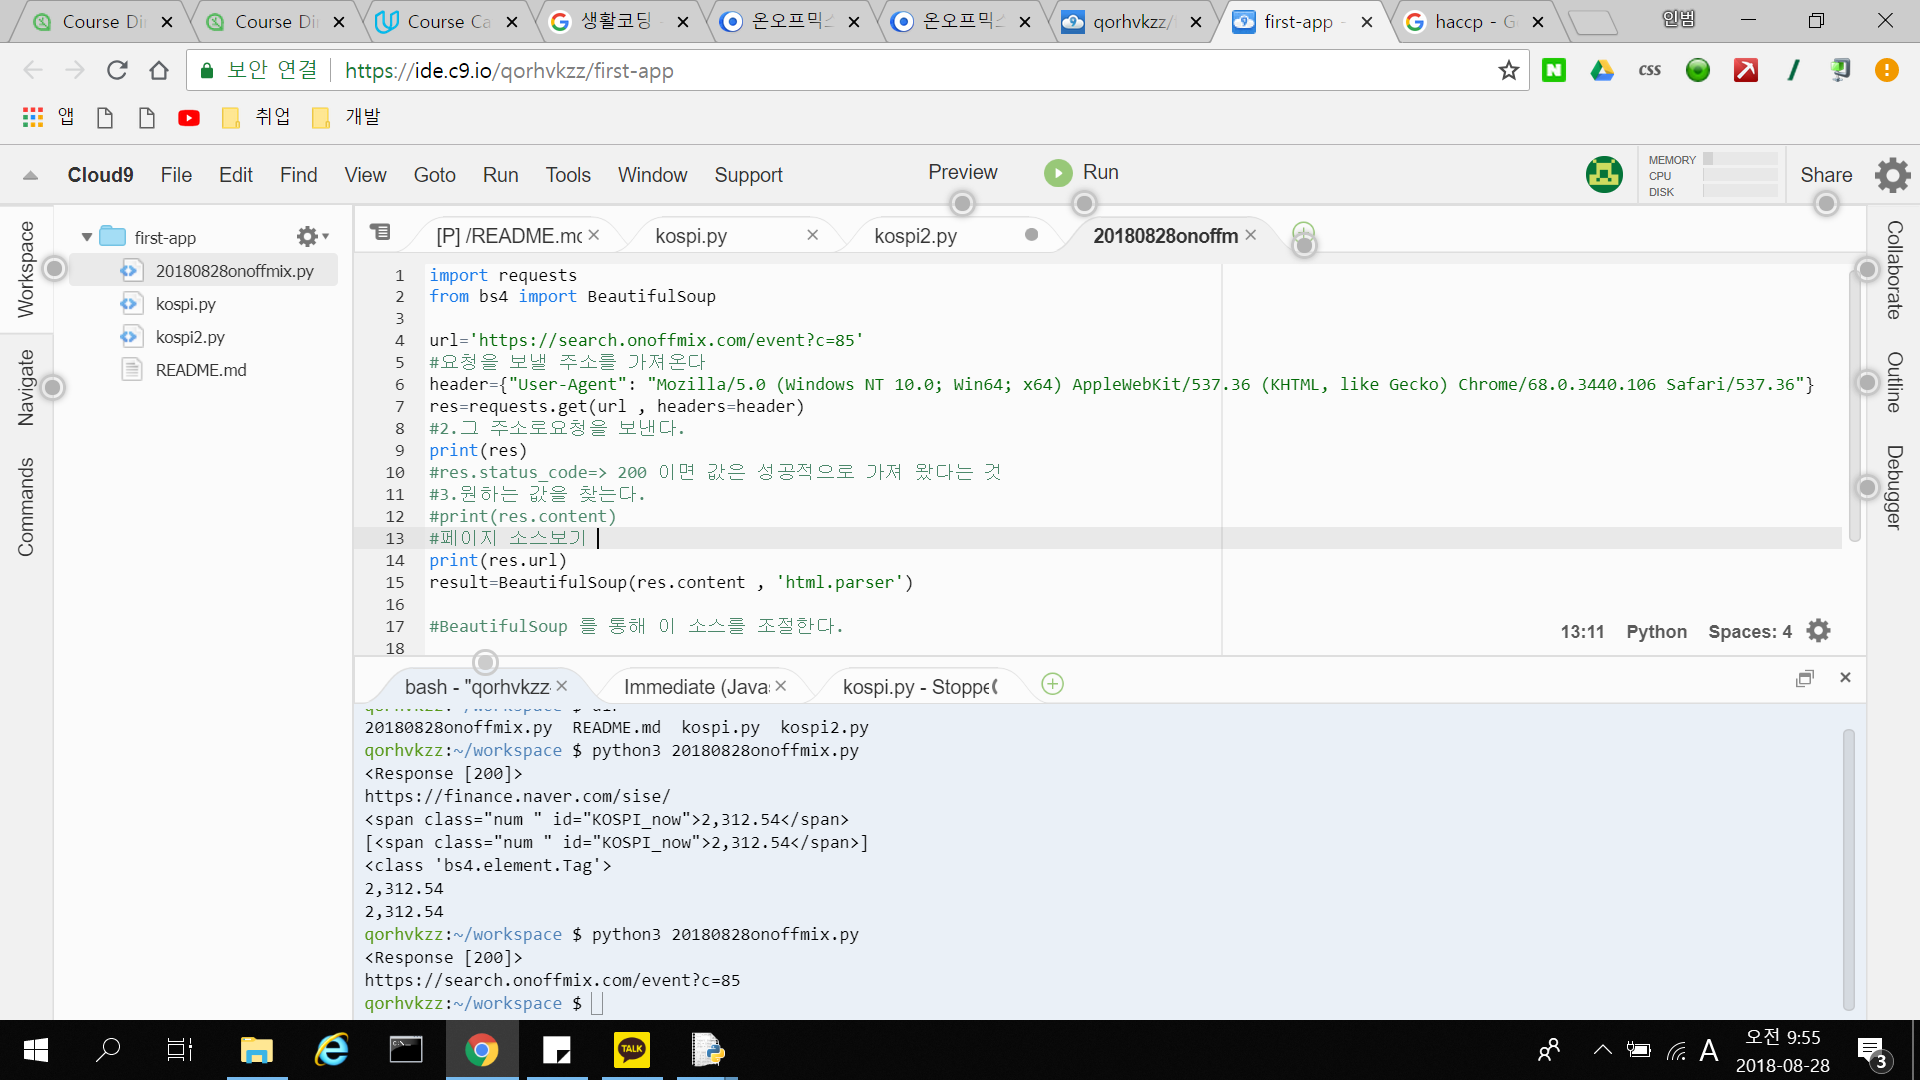 Course Di
Course Di
Course Ca
생활코딩
온오프믹스
온오프믹스
qorhvkzz/
first-app -
haccp - G
인범
보안 연결
https://ide.c9.io/qorhvkzz/first-app
css
앱
취업
개발
Cloud9 File Edit Find View Goto Run Tools Window Support
Preview
Run
MEMORY
CPU
DISK
Share
Workspace
Navigate
Commands
first-app
20180828onoffmix.py
kospi.py
kospi2.py
README.md
[P] /README.mc
kospi.py
kospi2.py
20180828onoffm
1 import requests
2 from bs4 import BeautifulSoup
3
4 url='https://search.onoffmix.com/event?c=85'
5 #요청을 보낼 주소를 가져온다
6 header={"User-Agent": "Mozilla/5.0 (Windows NT 10.0; Win64; x64) AppleWebKit/537.36 (KHTML, like Gecko) Chrome/68.0.3440.106 Safari/537.36"}
7 res=requests.get(url , headers=header)
8 #2.그 주소로요청을 보낸다.
9 print(res)
10 #res.status_code=> 200 이면 값은 성공적으로 가져 왔다는 것
11 #3.원하는 값을 찾는다.
12 #print(res.content)
13 #페이지 소스보기
14 print(res.url)
15 result=BeautifulSoup(res.content , 'html.parser')
16
17 #BeautifulSoup 를 통해 이 소스를 조절한다.
18
13:11 Python Spaces: 4
Collaborate
Outline
Debugger
bash - "qorhvkzz
Immediate (Java
kospi.py - Stoppe
qorhvkzz:~/workspace $ dir
20180828onoffmix.py README.md kospi.py kospi2.py
qorhvkzz:~/workspace $ python3 20180828onoffmix.py
<Response [200]>
https://finance.naver.com/sise/
<span class="num " id="KOSPI_now">2,312.54</span>
[<span class="num " id="KOSPI_now">2,312.54</span>]
<class 'bs4.element.Tag'>
2,312.54
2,312.54
qorhvkzz:~/workspace $ python3 20180828onoffmix.py
<Response [200]>
https://search.onoffmix.com/event?c=85
qorhvkzz:~/workspace $
TALK
A
오전 9:55
2018-08-28
3